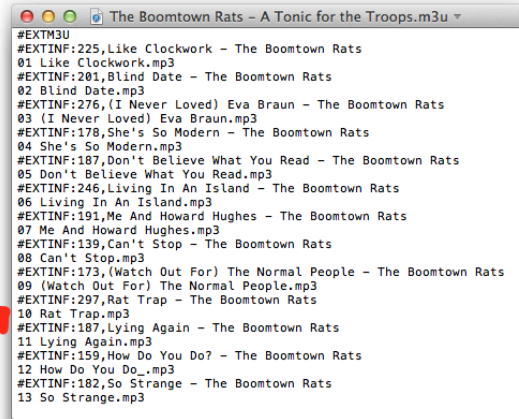 The Boomtown Rats – A Tonic for the Troops.m3u
#EXTM3U
#EXTINF:225,Like Clockwork – The Boomtown Rats
01 Like Clockwork.mp3
#EXTINF:201,Blind Date – The Boomtown Rats
02 Blind Date.mp3
#EXTINF:276,(I Never Loved) Eva Braun – The Boomtown Rats
03 (I Never Loved) Eva Braun.mp3
#EXTINF:178,She's So Modern – The Boomtown Rats
04 She's So Modern.mp3
#EXTINF:187,Don't Believe What You Read – The Boomtown Rats
05 Don't Believe What You Read.mp3
#EXTINF:246,Living In An Island – The Boomtown Rats
06 Living In An Island.mp3
#EXTINF:191,Me And Howard Hughes – The Boomtown Rats
07 Me And Howard Hughes.mp3
#EXTINF:139,Can't Stop – The Boomtown Rats
08 Can't Stop.mp3
#EXTINF:173,(Watch Out For) The Normal People – The Boomtown Rats
09 (Watch Out For) The Normal People.mp3
#EXTINF:297,Rat Trap – The Boomtown Rats
10 Rat Trap.mp3
#EXTINF:187,Lying Again – The Boomtown Rats
11 Lying Again.mp3
#EXTINF:159,How Do You Do? – The Boomtown Rats
12 How Do You Do_.mp3
#EXTINF:182,So Strange – The Boomtown Rats
13 So Strange.mp3